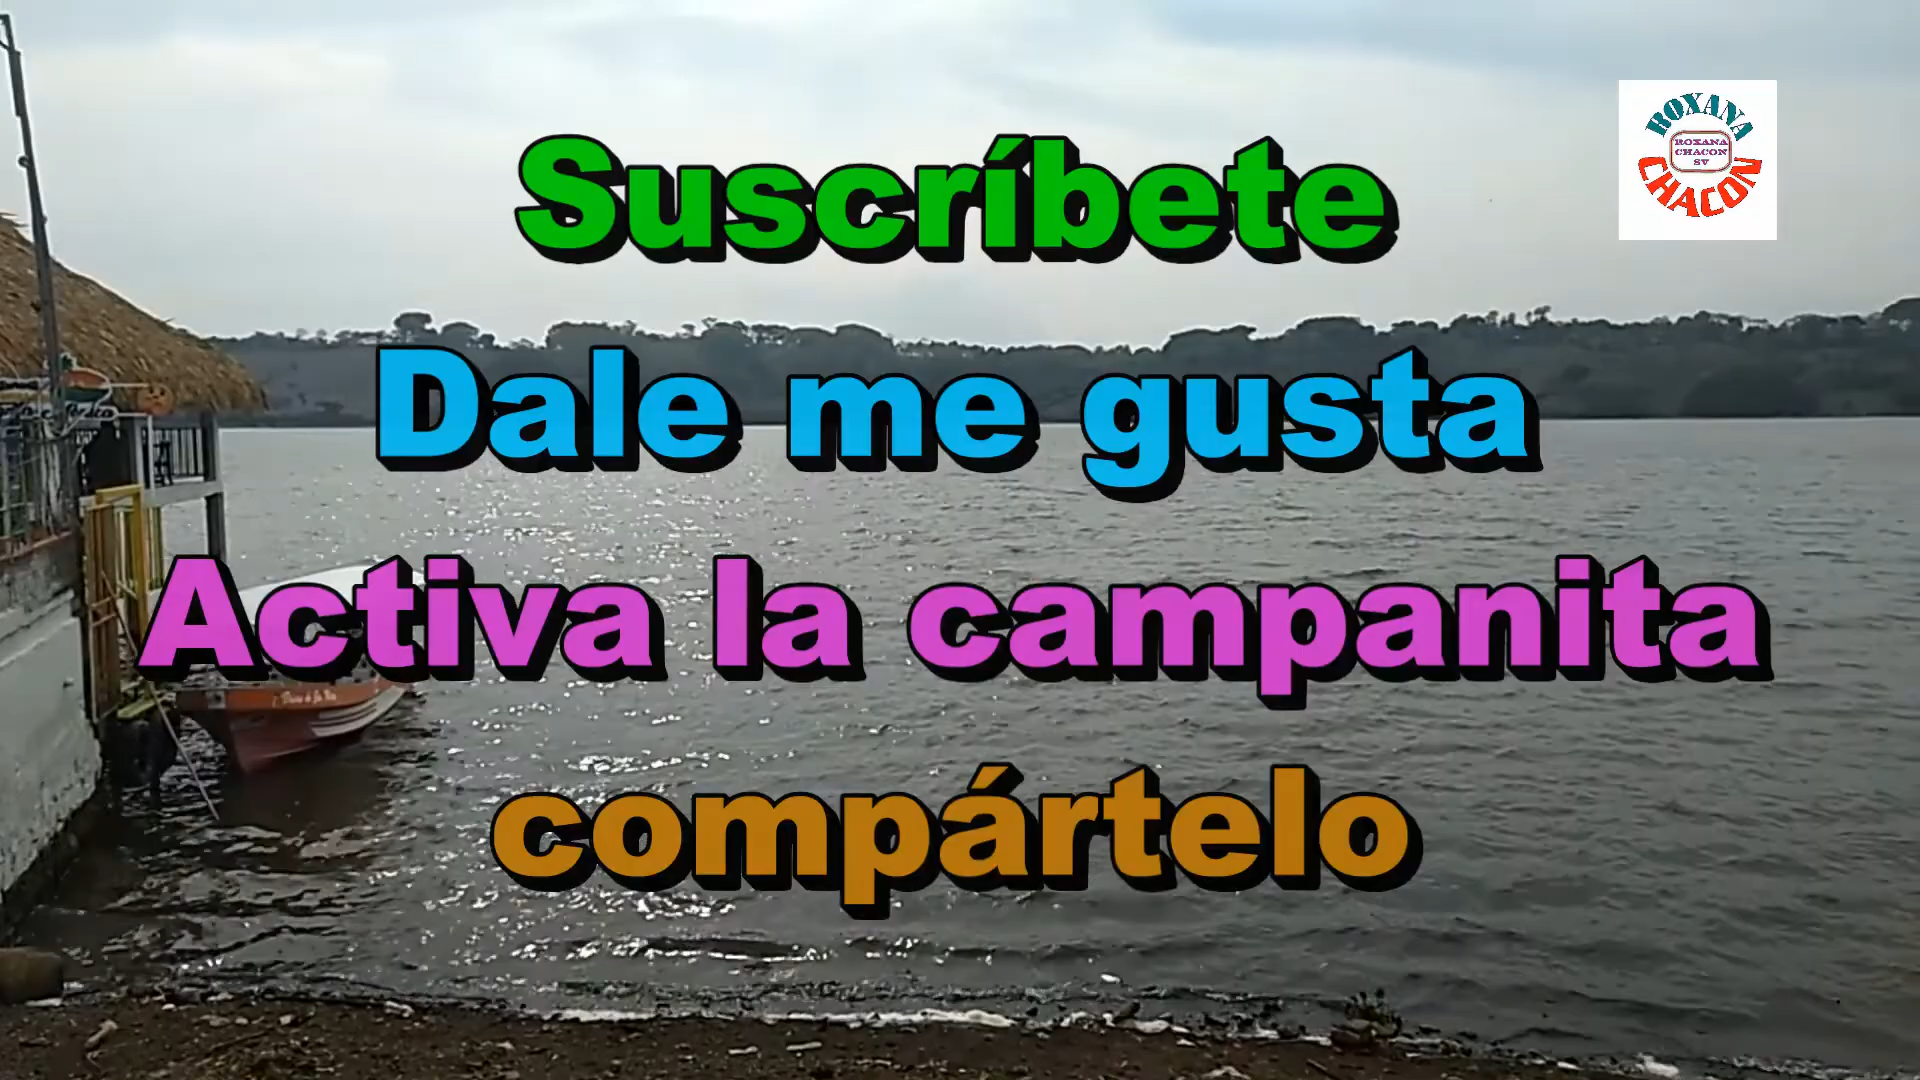 Suscríbete
ROXANA
ROXANA
CHACON
SV
CHACON
Dale me gusta
Activa la campanita
compártelo